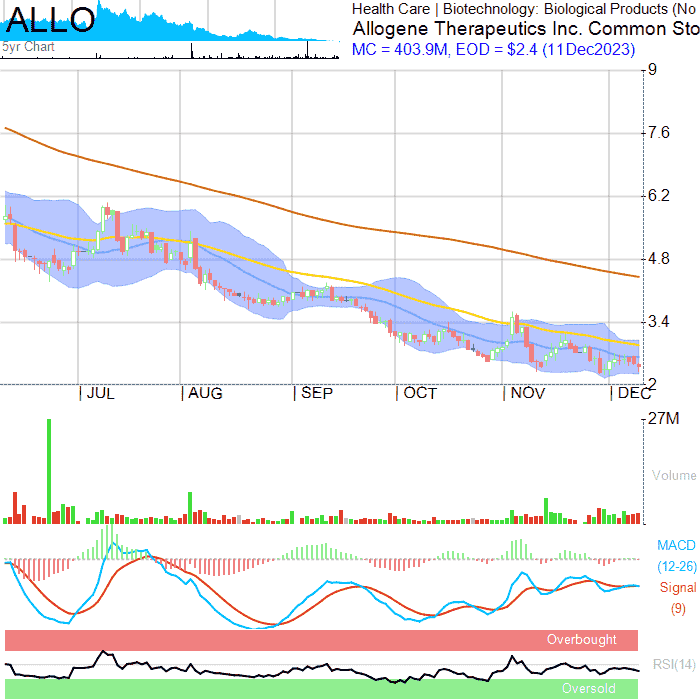 ALLO
5yr Chart
Health Care | Biotechnology: Biological Products (No
Allogene Therapeutics Inc. Common Sto
MC = 403.9M, EOD = $2.4 (11Dec2023)
9
7.6
6.2
4.8
3.4
2
JUL AUG SEP OCT NOV DEC
27M
Volume
MACD
(12-26)
Signal
(9)
Overbought
RSI(14)
Oversold